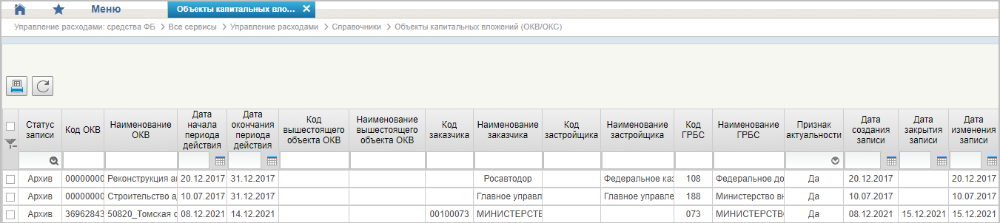 Меню
Объекты капитальных вло...
Управление расходами: средства ФБ > Все сервисы > Управление расходами > Справочники > Объекты капитальных вложений (ОКВ/ОКС)
Статус записи Код ОКВ Наименование ОКВ Дата начала периода действия Дата окончания периода действия Код вышестоящего объекта ОКВ Наименование вышестоящего объекта ОКВ Код заказчика Наименование заказчика Код застройщика Наименование застройщика Код ГРБС Наименование ГРБС Признак актуальности Дата создания записи Дата закрытия записи Дата изменения записи
Архив 00000000 Реконструкция 20.12.2017 31.12.2017 Росавтодор Федеральное каз 108 Федеральное до Да 20.12.2017 20.12.2017
Архив 00000000 Строительство 10.07.2017 31.12.2017 Главное управл Главное управле 188 Министерство вн Да 10.07.2017 10.07.2017
Архив 36962843 50820_Томская 08.12.2021 14.12.2021 00100073 МИНИСТЕРСТВ 073 МИНИСТЕРСТВО Да 08.12.2021 15.12.2021 15.12.2021